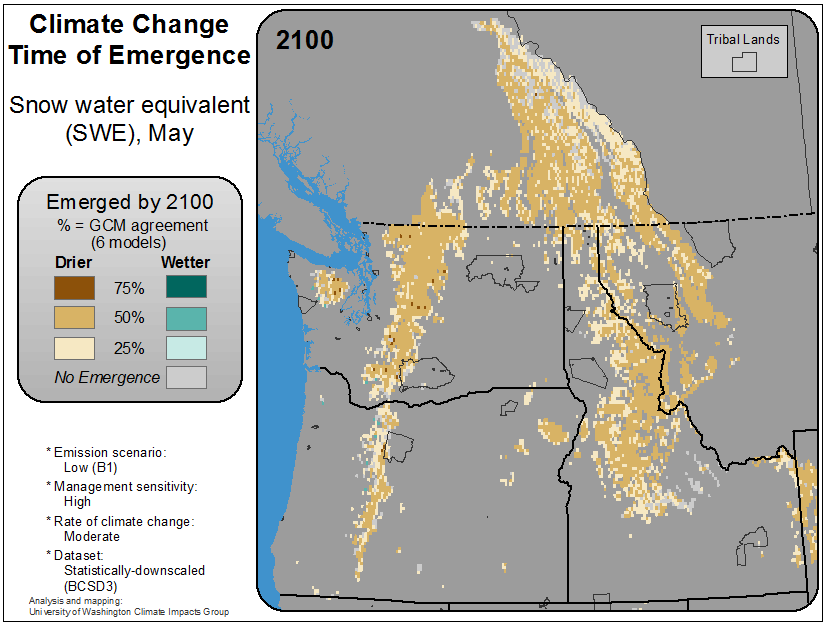 Climate Change
Time of Emergence
Snow water equivalent
(SWE), May
2100
Tribal Lands
Emerged by 2100
% = GCM agreement
(6 models)
Drier Wetter
75%
50%
25%
No Emergence
* Emission scenario:
Low (B1)
* Management sensitivity:
High
* Rate of climate change:
Moderate
* Dataset:
Statistically-downscaled
(BCSD3)
Analysis and mapping:
University of Washington Climate Impacts Group